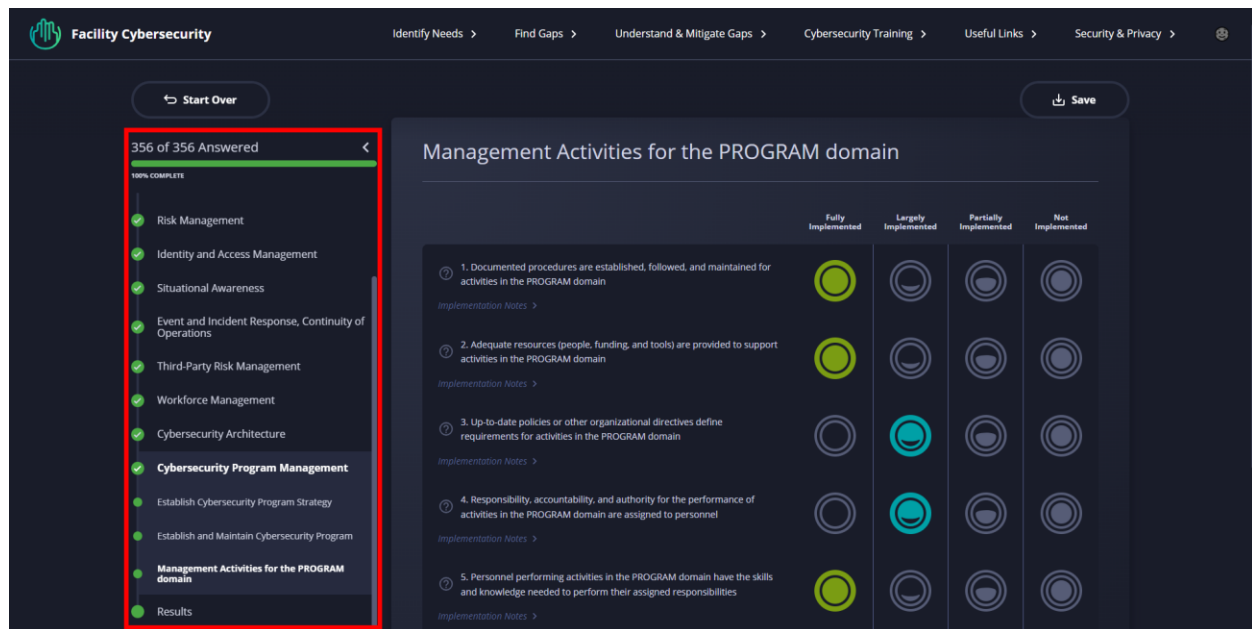 Facility Cybersecurity
Identify Needs
Find Gaps
Understand & Mitigate Gaps
Cybersecurity Training
Useful Links
Security & Privacy
Start Over
Save
356 of 356 Answered
100% COMPLETE
Risk Management
Identity and Access Management
Situational Awareness
Event and Incident Response, Continuity of
Operations
Third-Party Risk Management
Workforce Management
Cybersecurity Architecture
Cybersecurity Program Management
Establish Cybersecurity Program Strategy
Establish and Maintain Cybersecurity Program
Management Activities for the PROGRAM
domain
Results
Management Activities for the PROGRAM domain
Fully
Implemented
Largely
Implemented
Partially
Implemented
Not
Implemented
1. Documented procedures are established, followed, and maintained for
activities in the PROGRAM domain
Implementation Notes
2. Adequate resources (people, funding, and tools) are provided to support
activities in the PROGRAM domain
Implementation Notes
3. Up-to-date policies or other organizational directives define
requirements for activities in the PROGRAM domain
Implementation Notes
4. Responsibility, accountability, and authority for the performance of
activities in the PROGRAM domain are assigned to personnel
Implementation Notes
5. Personnel performing activities in the PROGRAM domain have the skills
and knowledge needed to perform their assigned responsibilities
Implementation Notes